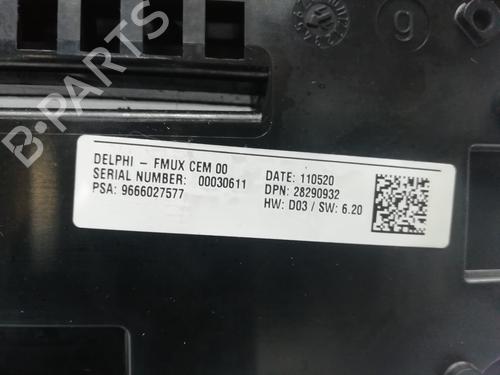 B-PARTS
g
DELPHI - FMUX CEM 00
SERIAL NUMBER: 00030611
PSA: 9666027577
DATE: 110520
DPN: 28290932
HW: D03 / SW: 6.20